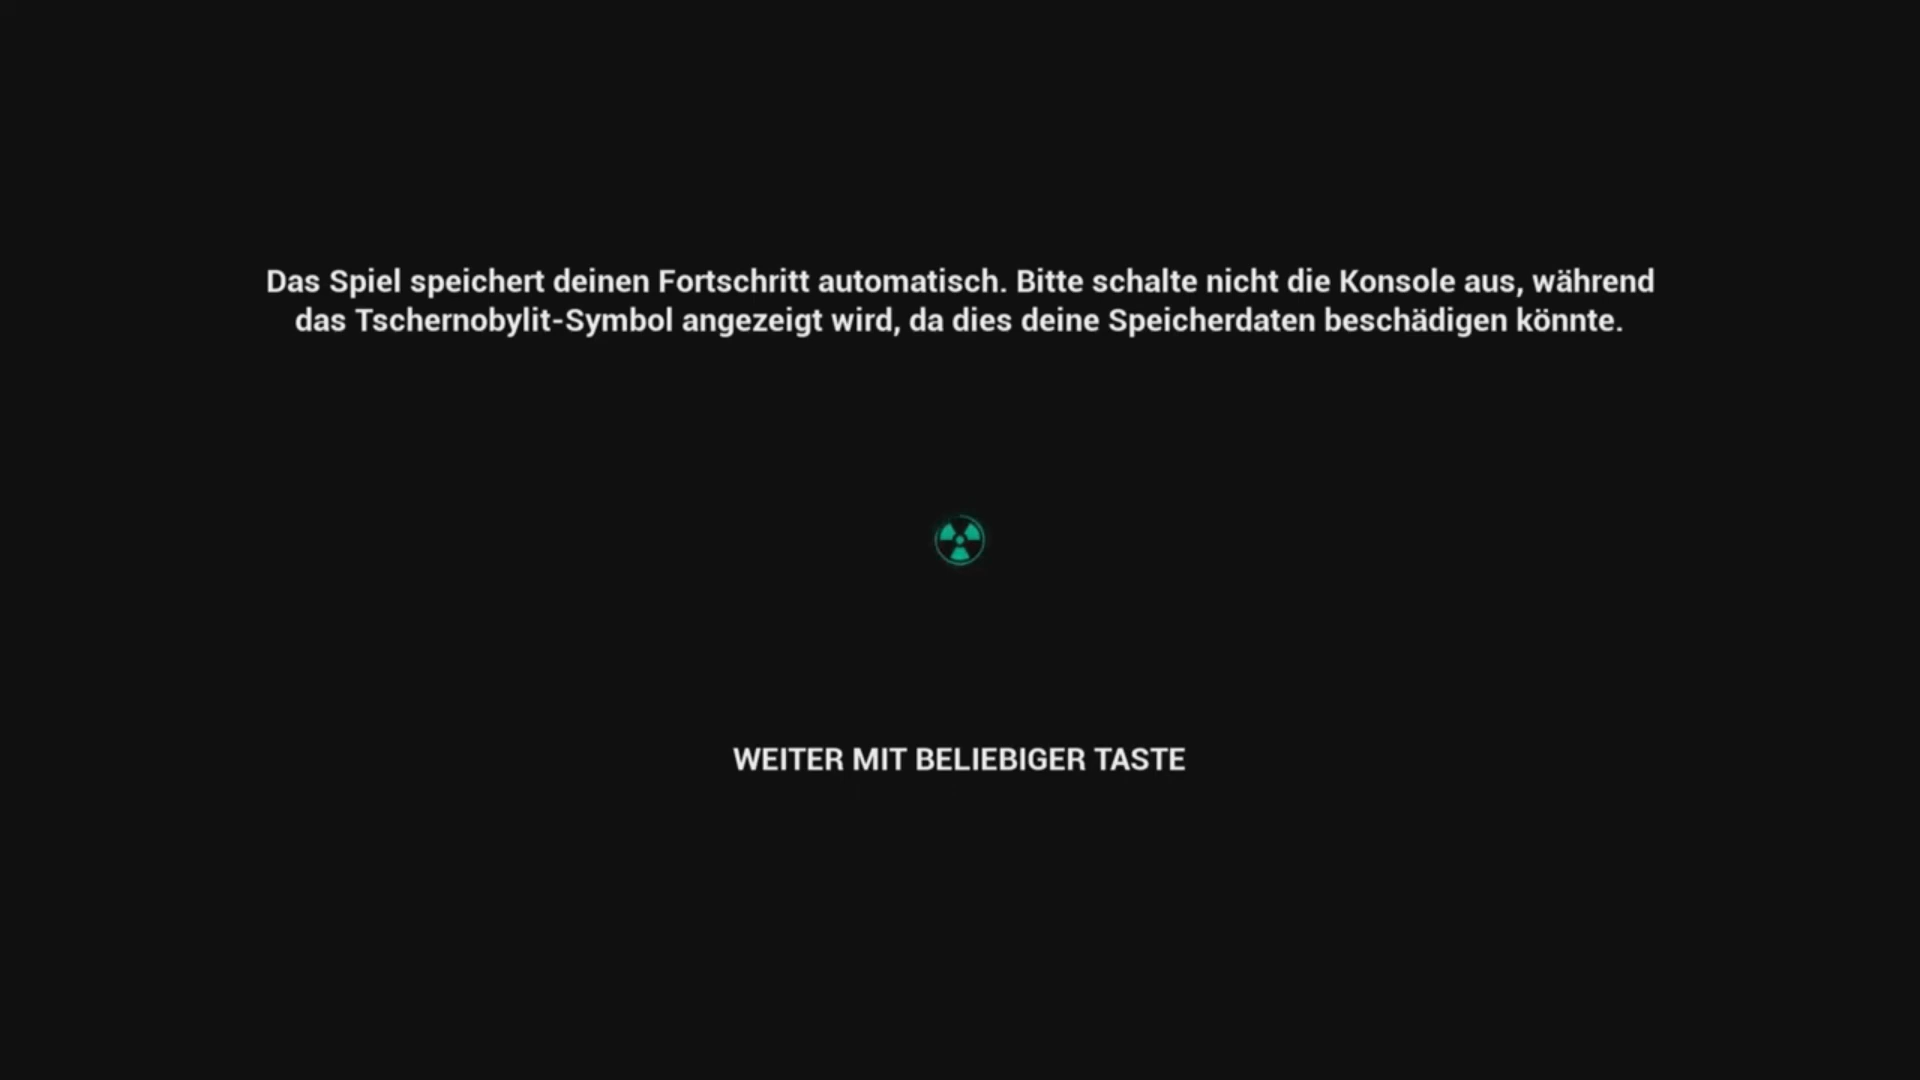 Das Spiel speichert deinen Fortschritt automatisch. Bitte schalte nicht die Konsole aus, während
das Tschernobylit-Symbol angezeigt wird, da dies deine Speicherdaten beschädigen könnte.
WEITER MIT BELIEBIGER TASTE